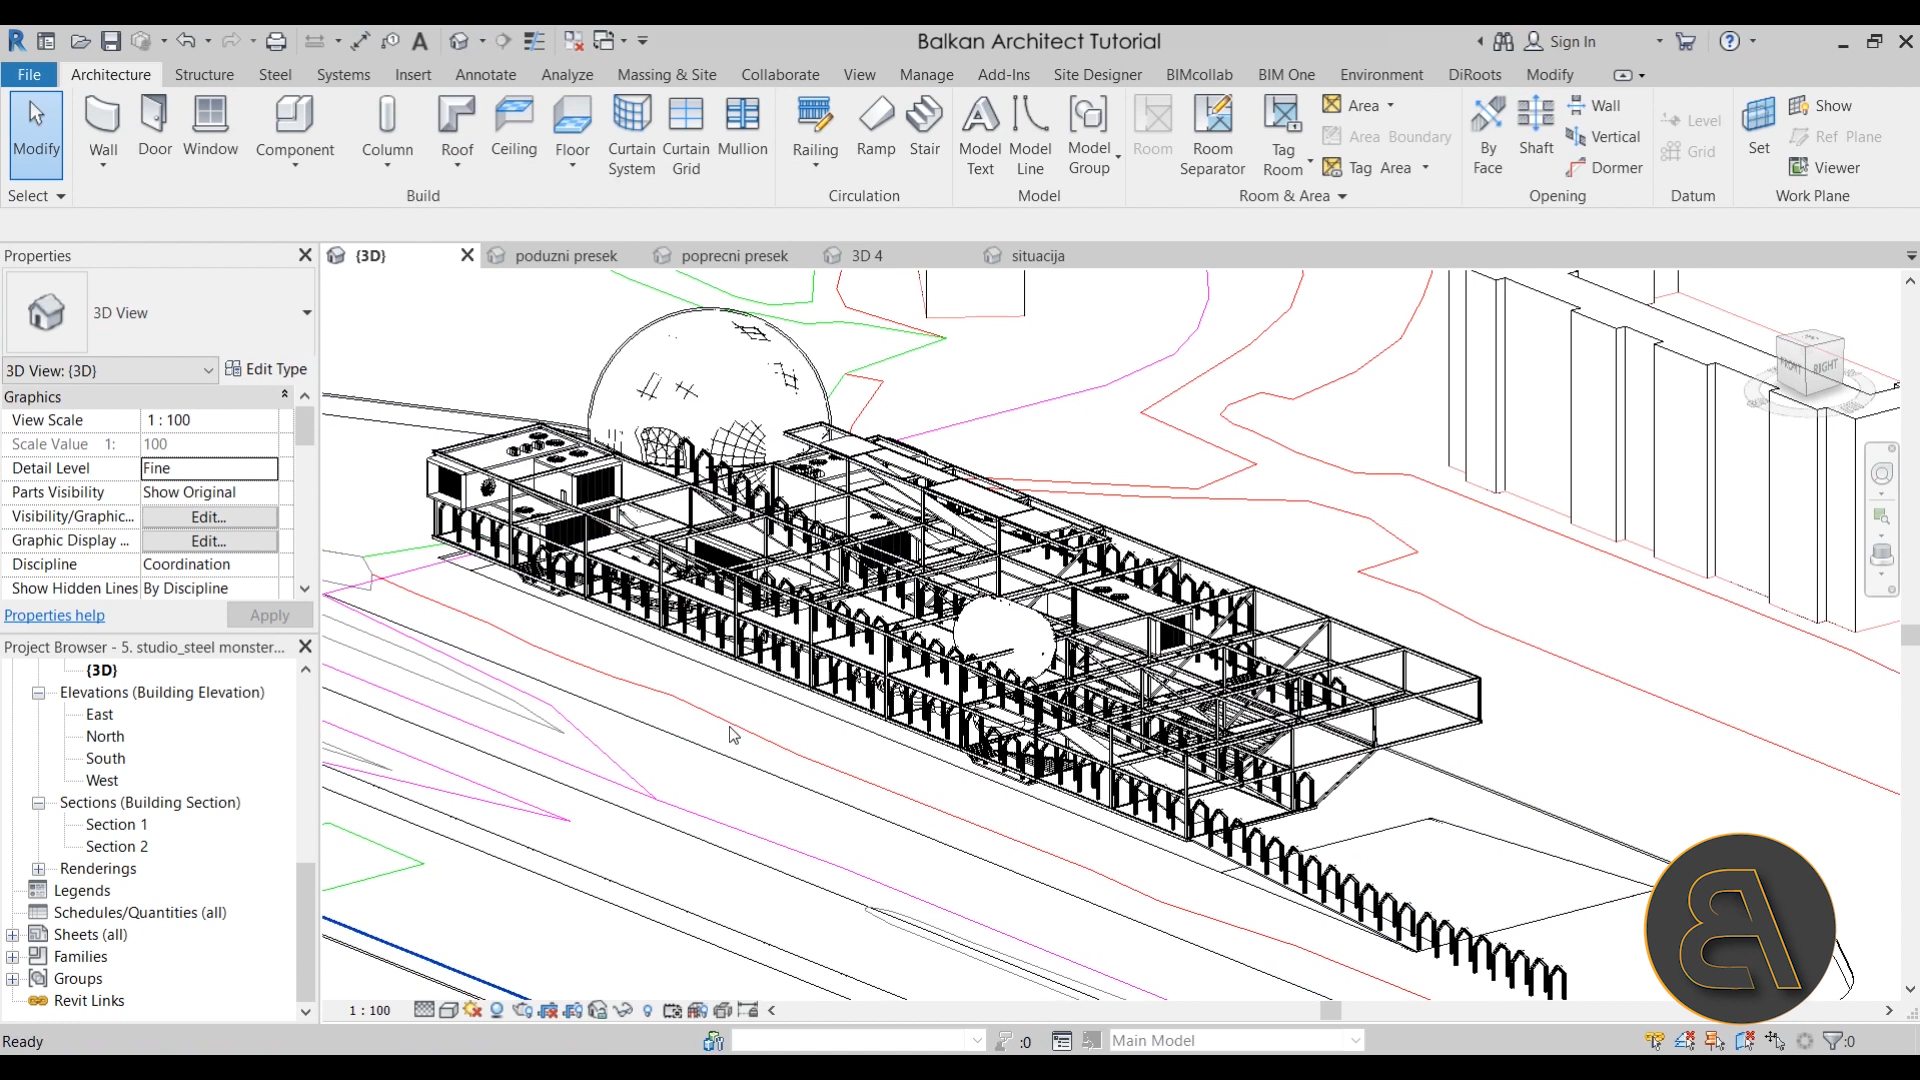 Balkan Architect Tutorial
Sign In
File Architecture Structure Steel Systems Insert Annotate Analyze Massing & Site Collaborate View Manage Add-Ins Site Designer BIMcollab BIM One Environment DiRoots Modify
Modify
Wall
Door
Window
Component
Column
Roof
Ceiling
Floor
Curtain System
Curtain Grid
Mullion
Railing
Ramp
Stair
Model Text
Model Line
Model Group
Room
Room Separator
Tag Room
Area
Area Boundary
Tag Area
By Face
Shaft
Wall
Vertical
Dormer
Level
Grid
Set
Show
Ref Plane
Viewer
Select Build Circulation Model Room & Area Opening Datum Work Plane
Properties
{3D} poduzni presek poprecni presek 3D 4 situacija
3D View
3D View: {3D} Edit Type
Graphics
View Scale 1 : 100
Scale Value 1: 100
Detail Level Fine
Parts Visibility Show Original
Visibility/Graphic... Edit...
Graphic Display ... Edit...
Discipline Coordination
Show Hidden Lines By Discipline
Properties help Apply
Project Browser - 5. studio_steel monster...
{3D}
Elevations (Building Elevation)
East
North
South
West
Sections (Building Section)
Section 1
Section 2
Renderings
Legends
Schedules/Quantities (all)
Sheets (all)
Families
Groups
Revit Links
FRONT RIGHT
1 : 100
Ready
:0
Main Model
:0